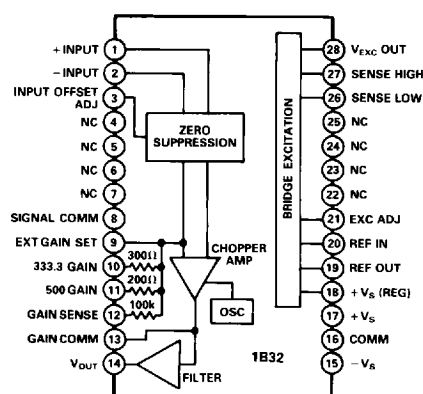 + INPUT 1
– INPUT 2
INPUT OFFSET
ADJ 3
NC 4
NC 5
NC 6
NC 7
SIGNAL COMM 8
EXT GAIN SET 9
333.3 GAIN 10
500 GAIN 11
GAIN SENSE 12
GAIN COMM 13
VOUT 14
300Ω
200Ω
100k
ZERO
SUPPRESSION
CHOPPER
AMP
OSC
FILTER
1B32
BRIDGE EXCITATION
28 VEXC OUT
27 SENSE HIGH
26 SENSE LOW
25 NC
24 NC
23 NC
22 NC
21 EXC ADJ
20 REF IN
19 REF OUT
18 + VS (REG)
17 + VS
16 COMM
15 – VS